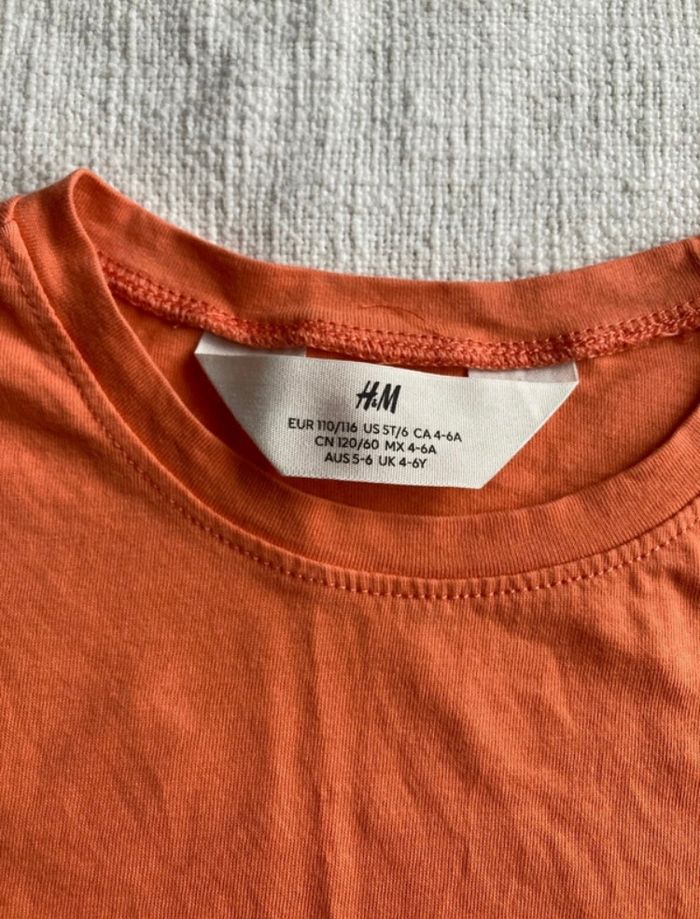 H&M
EUR 110/116 US 5T/6 CA 4-6A
CN 120/60 MX 4-6A
AUS 5-6 UK 4-6Y